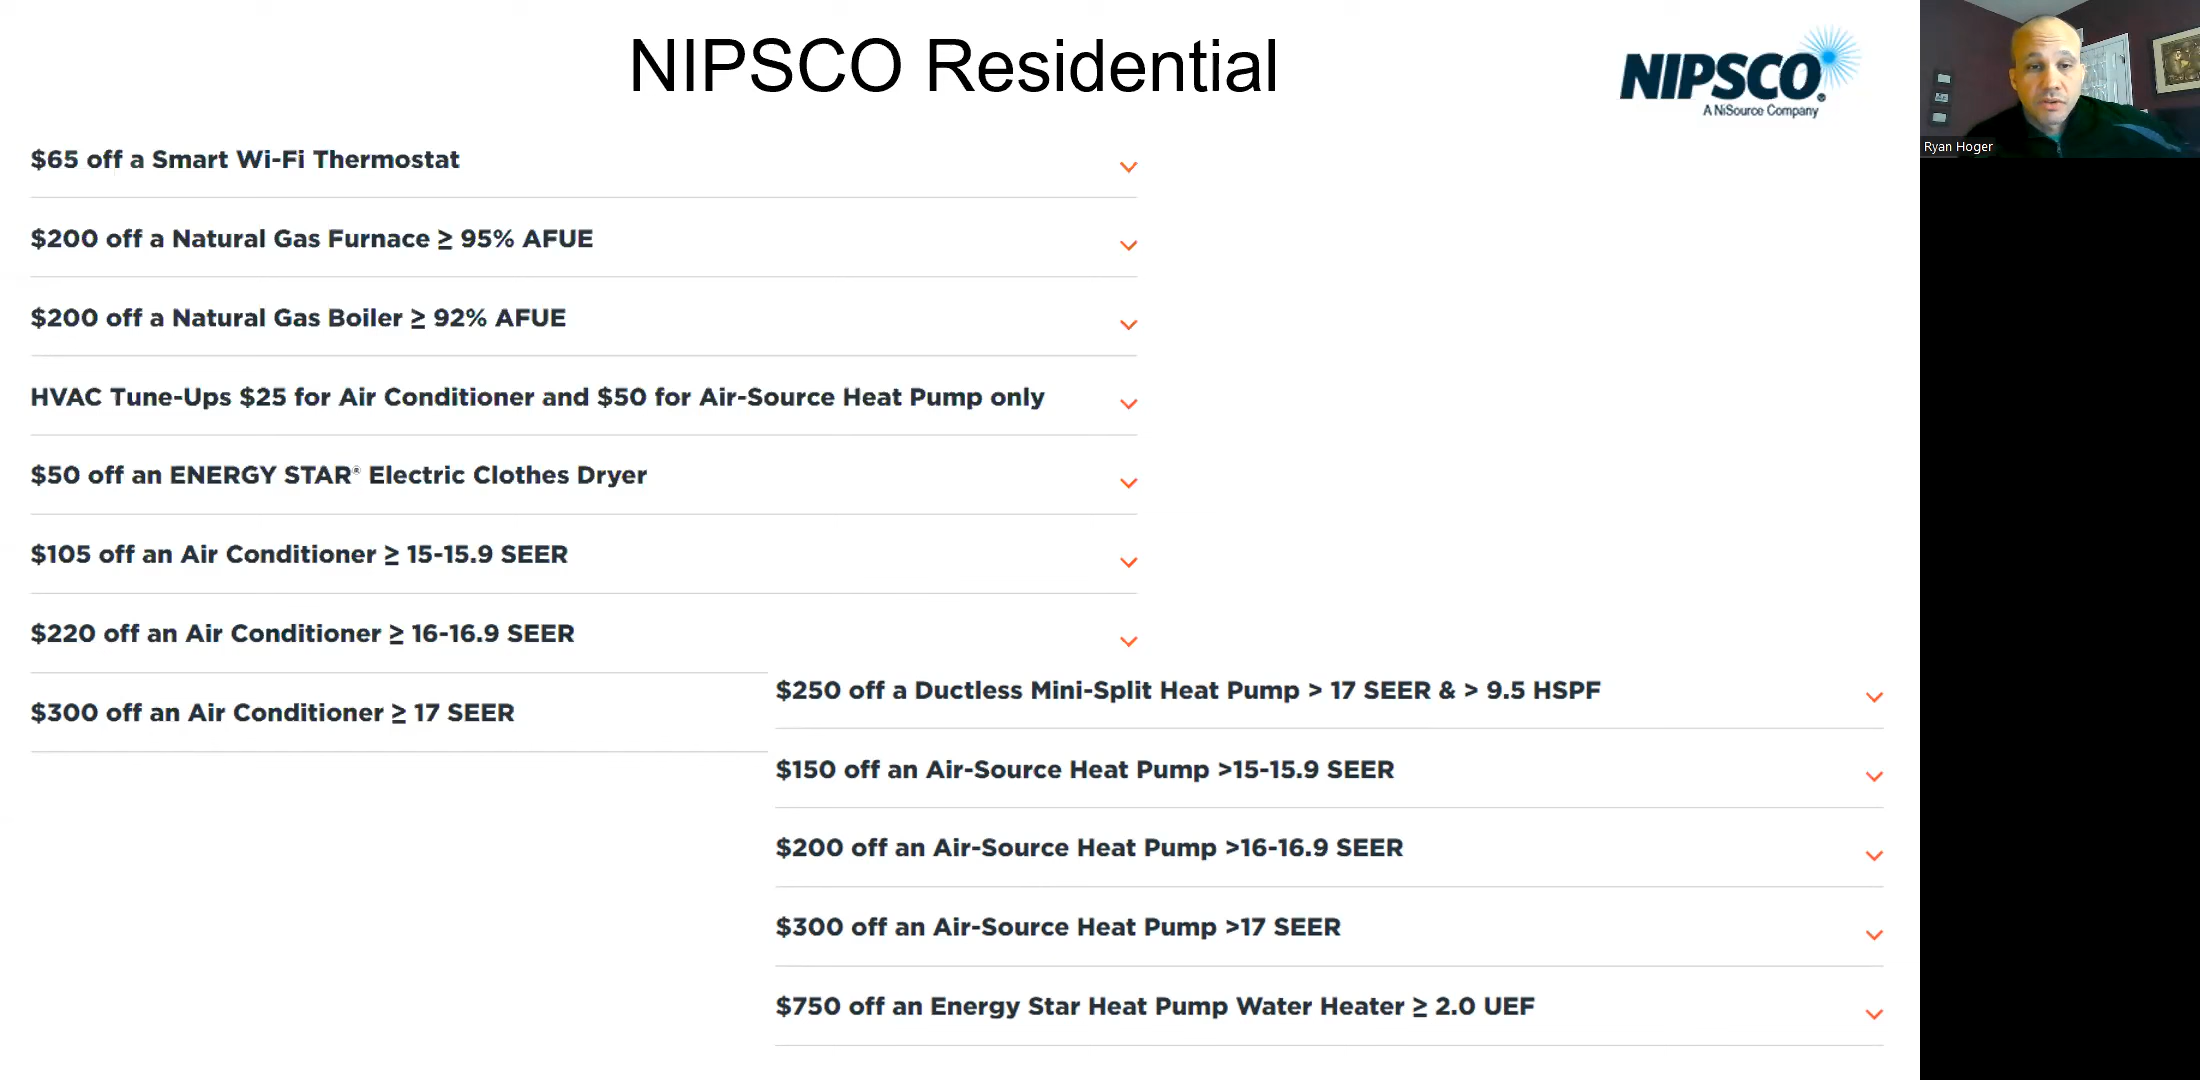 NIPSCO Residential
NIPSCO®
A NiSource Company
Ryan Hoger
$65 off a Smart Wi-Fi Thermostat
$200 off a Natural Gas Furnace ≥ 95% AFUE
$200 off a Natural Gas Boiler ≥ 92% AFUE
HVAC Tune-Ups $25 for Air Conditioner and $50 for Air-Source Heat Pump only
$50 off an ENERGY STAR® Electric Clothes Dryer
$105 off an Air Conditioner ≥ 15-15.9 SEER
$220 off an Air Conditioner ≥ 16-16.9 SEER
$300 off an Air Conditioner ≥ 17 SEER
$250 off a Ductless Mini-Split Heat Pump > 17 SEER & > 9.5 HSPF
$150 off an Air-Source Heat Pump >15-15.9 SEER
$200 off an Air-Source Heat Pump >16-16.9 SEER
$300 off an Air-Source Heat Pump >17 SEER
$750 off an Energy Star Heat Pump Water Heater ≥ 2.0 UEF